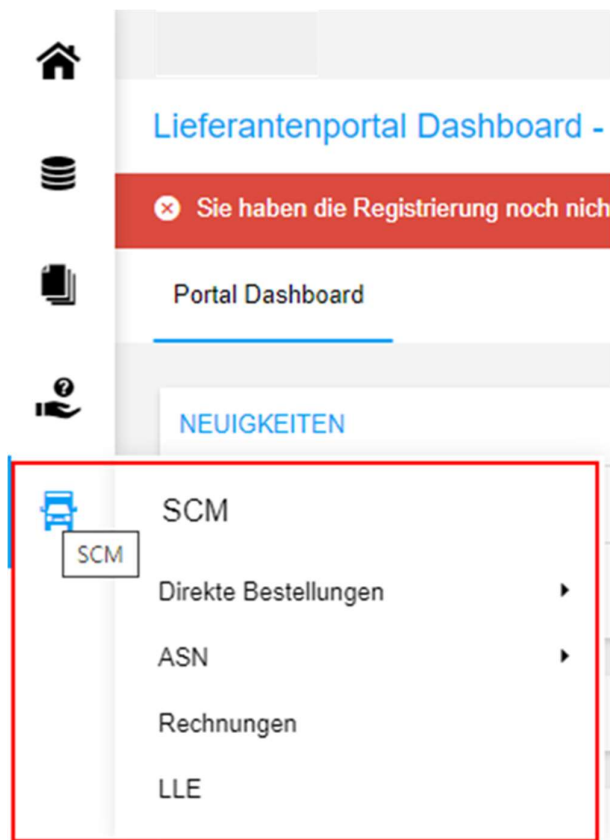 Lieferantenportal Dashboard -
Sie haben die Registrierung noch nich
Portal Dashboard
NEUIGKEITEN
SCM
SCM
Direkte Bestellungen
ASN
Rechnungen
LLE